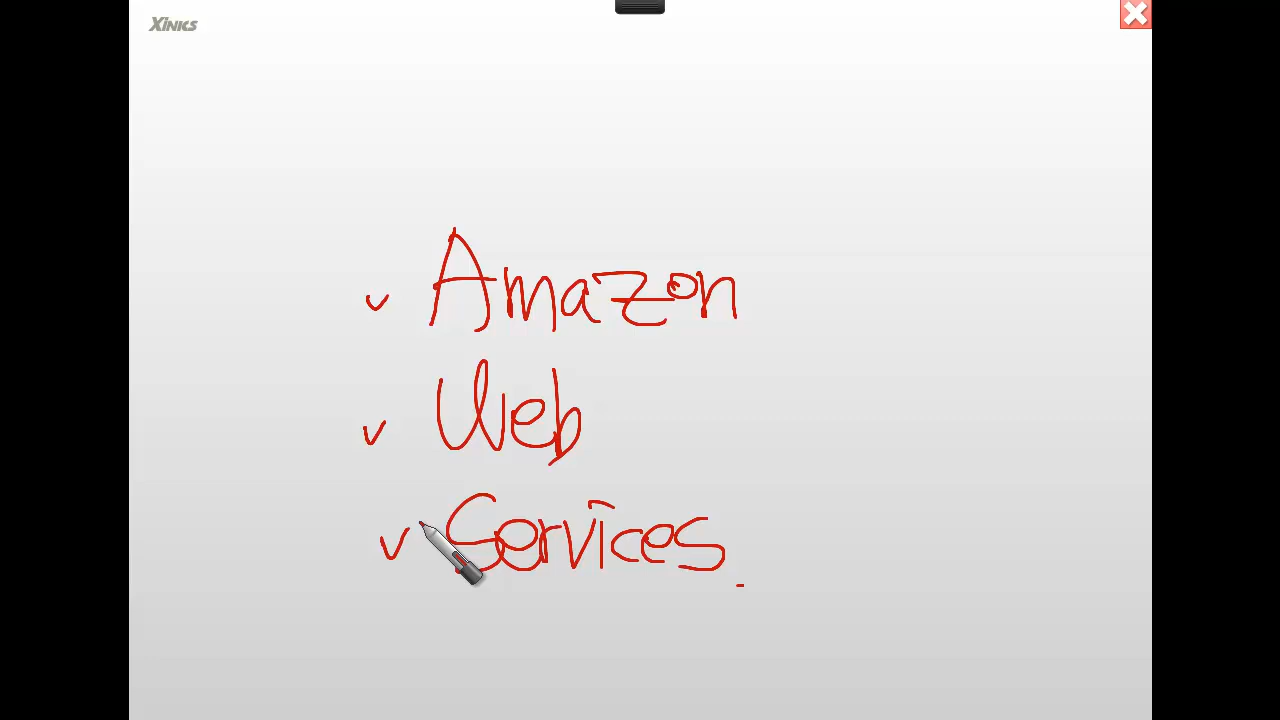 XINKS
✓ Amazon
✓ Web
✓ Services.